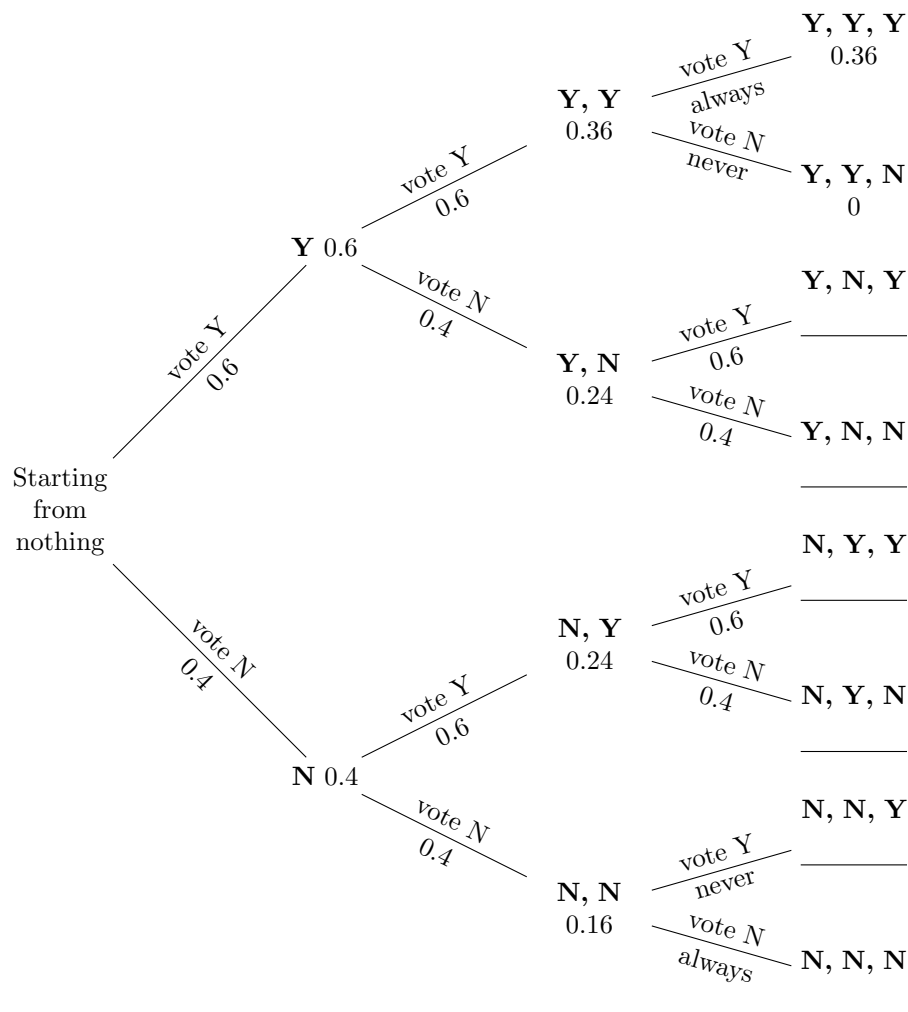 Y, Y, Y
0.36
vote Y
always
Y, Y
0.36
vote N
never
Y, Y, N
0
vote Y
0.6
Y 0.6
vote N
0.4
Y, N, Y
vote Y
0.6
Y, N
0.24
vote N
0.4
Y, N, N
vote Y
0.6
Starting
from
nothing
N, Y, Y
vote Y
0.6
N, Y
0.24
vote N
0.4
N, Y, N
vote N
0.4
vote Y
0.6
N 0.4
vote N
0.4
N, N, Y
vote Y
never
N, N
0.16
vote N
always
N, N, N